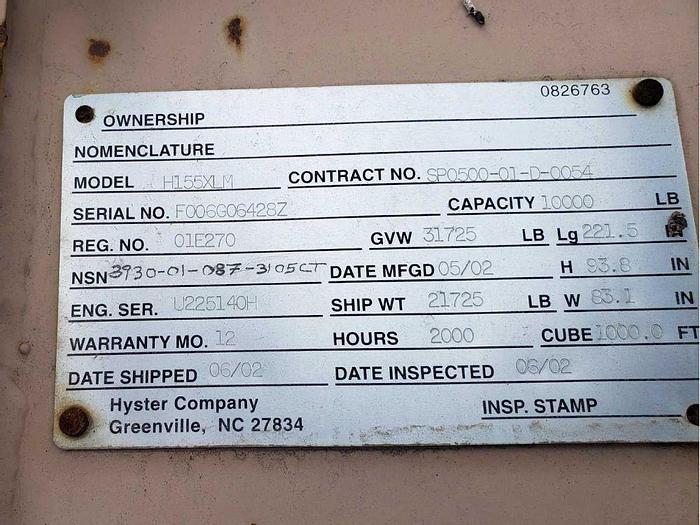 0826763
OWNERSHIP
NOMENCLATURE
MODEL H155XLM CONTRACT NO. SPO500-01-D-0054
SERIAL NO. F006G06428Z CAPACITY 10000 LB
REG. NO. 01E270 GVW 31725 LB Lg 221.5
NSN 3930-01-087-3105CT DATE MFGD 05/02 H 93.8 IN
ENG. SER. U225140H SHIP WT 21725 LB W 83.1 IN
WARRANTY MO. 12 HOURS 2000 CUBE 1000.0 FT
DATE SHIPPED 06/02 DATE INSPECTED 06/02
Hyster Company INSP. STAMP
Greenville, NC 27834